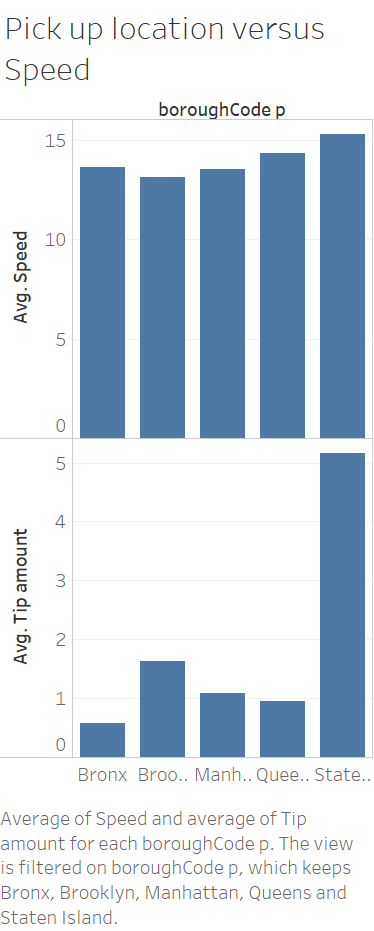 Pick up location versus
Speed
boroughCode p
15
10
5
0
Avg. Speed
5
4
3
2
1
0
Avg. Tip amount
Bronx Broo.. Manh.. Quee.. State..
Average of Speed and average of Tip
amount for each boroughCode p. The view
is filtered on boroughCode p, which keeps
Bronx, Brooklyn, Manhattan, Queens and
Staten Island.